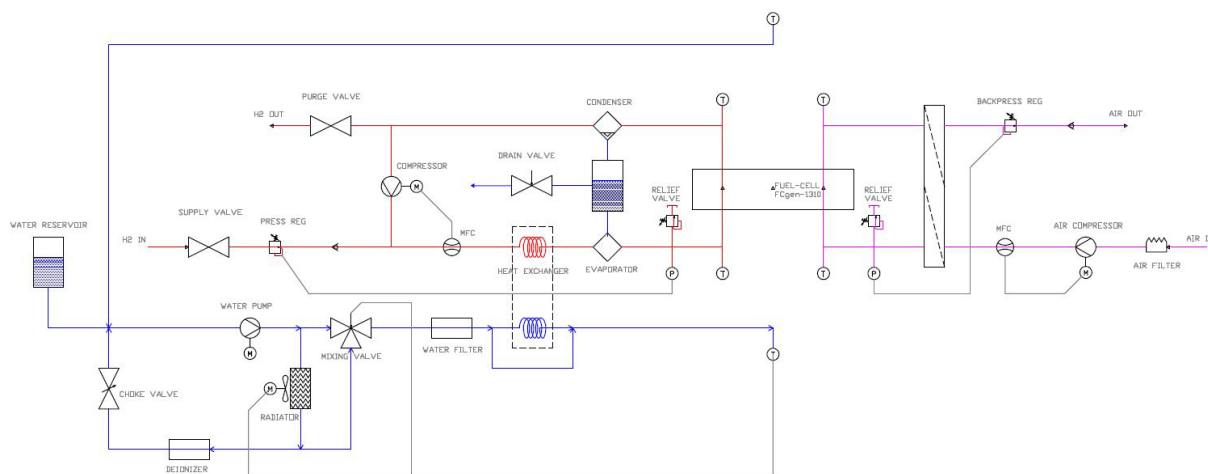 T
PURGE VALVE
CONDENSER
BACKPRESS REG
H2 OUT
T
T
AIR OUT
DRAIN VALVE
COMPRESSOR
M
FUEL-CELL
FCgen-1310
RELIEF
VALVE
RELIEF
VALVE
SUPPLY VALVE
PRESS REG
WATER RESERVOIR
MFC
MFC
AIR COMPRESSOR
H2 IN
AIR I
HEAT EXCHANGER
EVAPORATOR
P
T
T
P
M
AIR FILTER
WATER PUMP
M
MIXING VALVE
WATER FILTER
T
CHOKE VALVE
M
RADIATOR
DEIONIZER